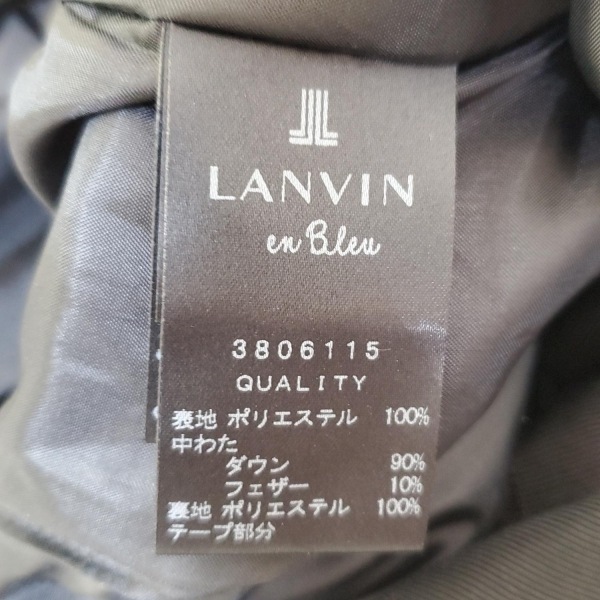 LANVIN
en Bleu
3806115
QUALITY
表地 ポリエステル 100%
中わた
ダウン 90%
フェザー 10%
裏地 ポリエステル 100%
テープ部分